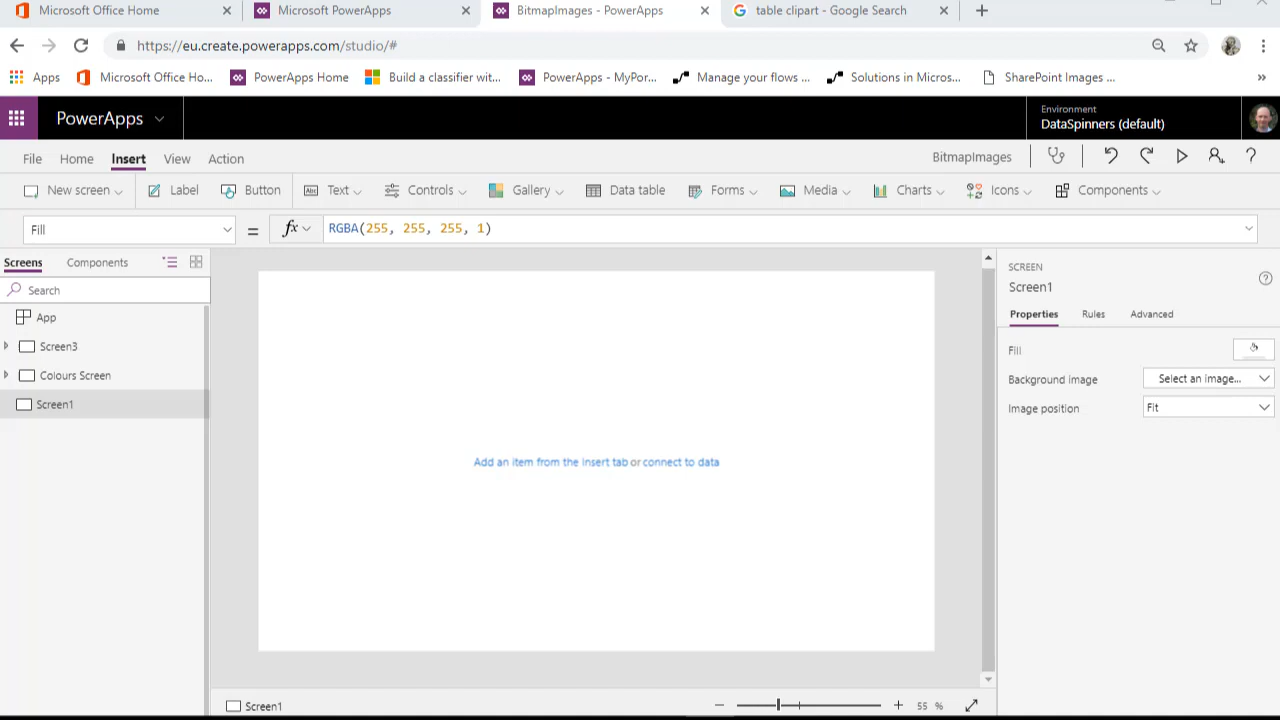 Microsoft Office Home
Microsoft PowerApps
BitmapImages - PowerApps
table clipart - Google Search
https://eu.create.powerapps.com/studio/#
Apps
Microsoft Office Ho...
PowerApps Home
Build a classifier wit...
PowerApps - MyPor...
Manage your flows ...
Solutions in Micros...
SharePoint Images ...
»
PowerApps
Environment
DataSpinners (default)
File Home Insert View Action
BitmapImages
?
New screen
Label
Button
Abc Text
Controls
Gallery
Data table
Forms
Media
Charts
Icons
Components
Fill
=
fx
RGBA(255, 255, 255, 1)
Screens
Components
Search
App
Screen3
Colours Screen
Screen1
Add an item from the Insert tab or connect to data
SCREEN
Screen1
?
Properties
Rules
Advanced
Fill
Background image
Select an image...
Image position
Fit
Screen1
55 %